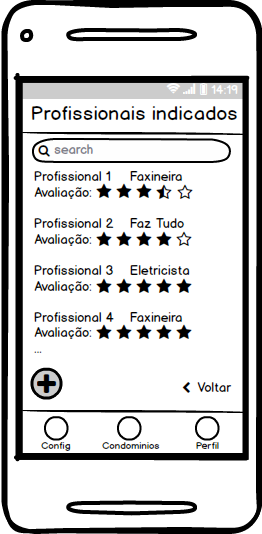 14:19
Profissionais indicados
search
Profissional 1 Faxineira
Avaliação:
Profissional 2 Faz Tudo
Avaliação:
Profissional 3 Eletricista
Avaliação:
Profissional 4 Faxineira
Avaliação:
...
Voltar
Config Condominios Perfil